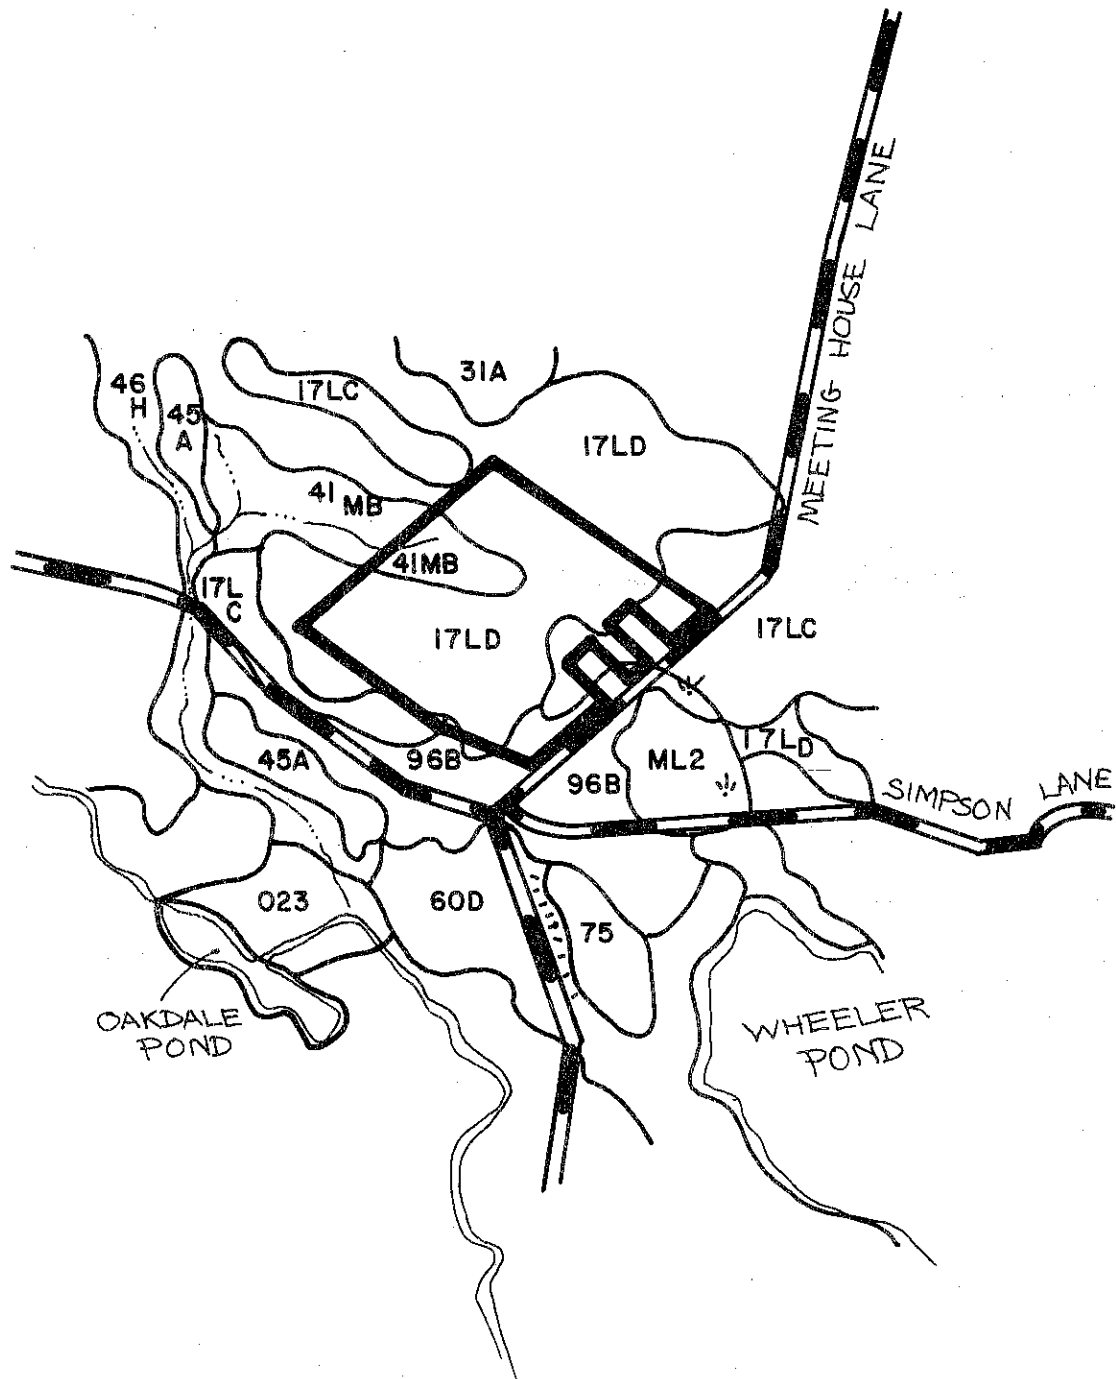 MEETING HOUSE LANE
31A
46
H
45
A
17LC
17LD
41 MB
41MB
17L
C
17LD
17LC
45A
96B
96B
ML2
17LD
SIMPSON LANE
023
60D
75
OAKDALE
POND
WHEELER
POND